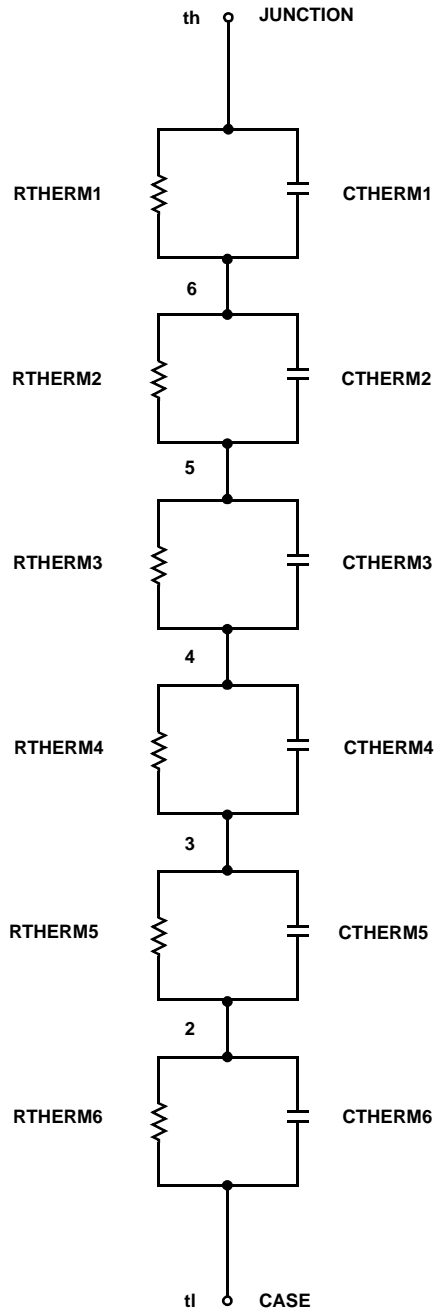 th JUNCTION
RTHERM1 CTHERM1
6
RTHERM2 CTHERM2
5
RTHERM3 CTHERM3
4
RTHERM4 CTHERM4
3
RTHERM5 CTHERM5
2
RTHERM6 CTHERM6
tl CASE